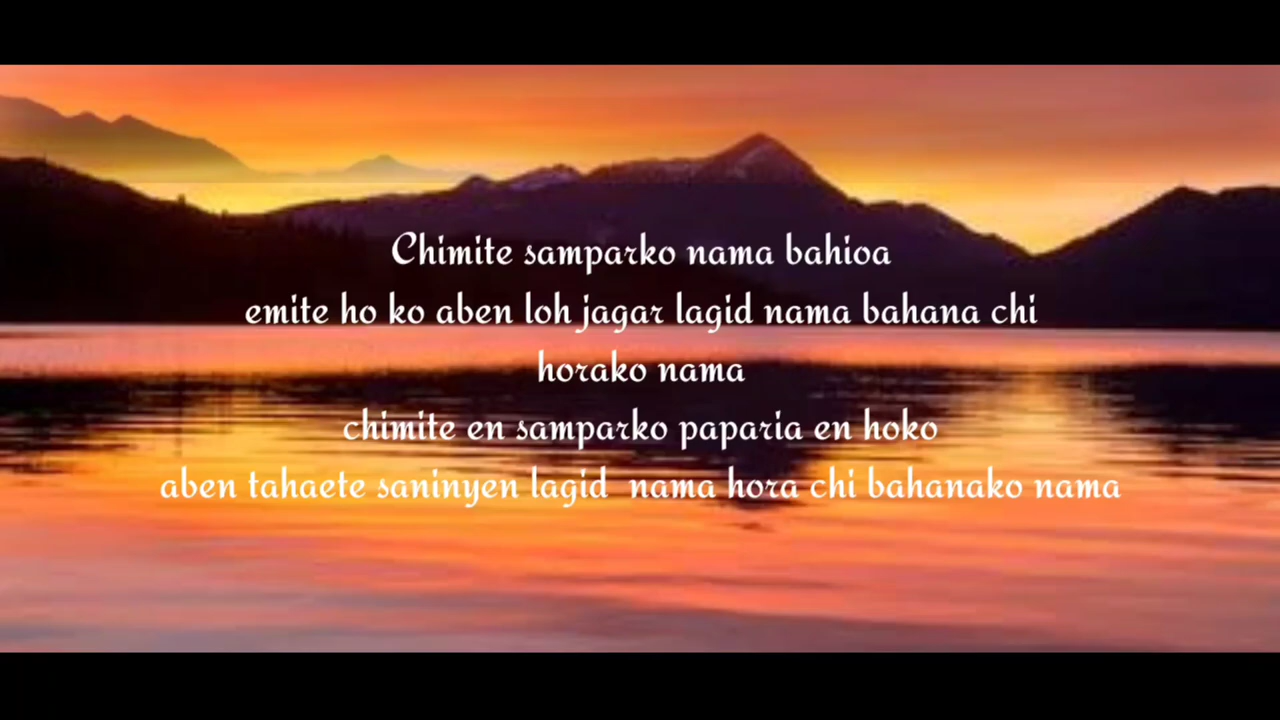 Chimite samparko nama bahioa
emite ho ko aben loh jagar lagid nama bahana chi
horako nama
chimite en samparko paparia en hoko
aben tahaete saninyen lagid nama hora chi bahanako nama